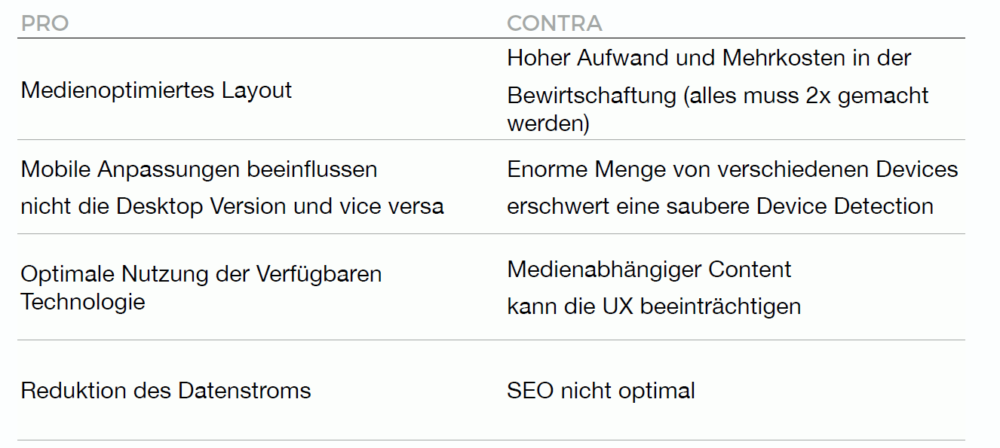 PRO
CONTRA
Medienoptimiertes Layout
Hoher Aufwand und Mehrkosten in der
Bewirtschaftung (alles muss 2x gemacht
werden)
Mobile Anpassungen beeinflussen
nicht die Desktop Version und vice versa
Enorme Menge von verschiedenen Devices
erschwert eine saubere Device Detection
Optimale Nutzung der Verfügbaren
Technologie
Medienabhängiger Content
kann die UX beeinträchtigen
Reduktion des Datenstroms
SEO nicht optimal